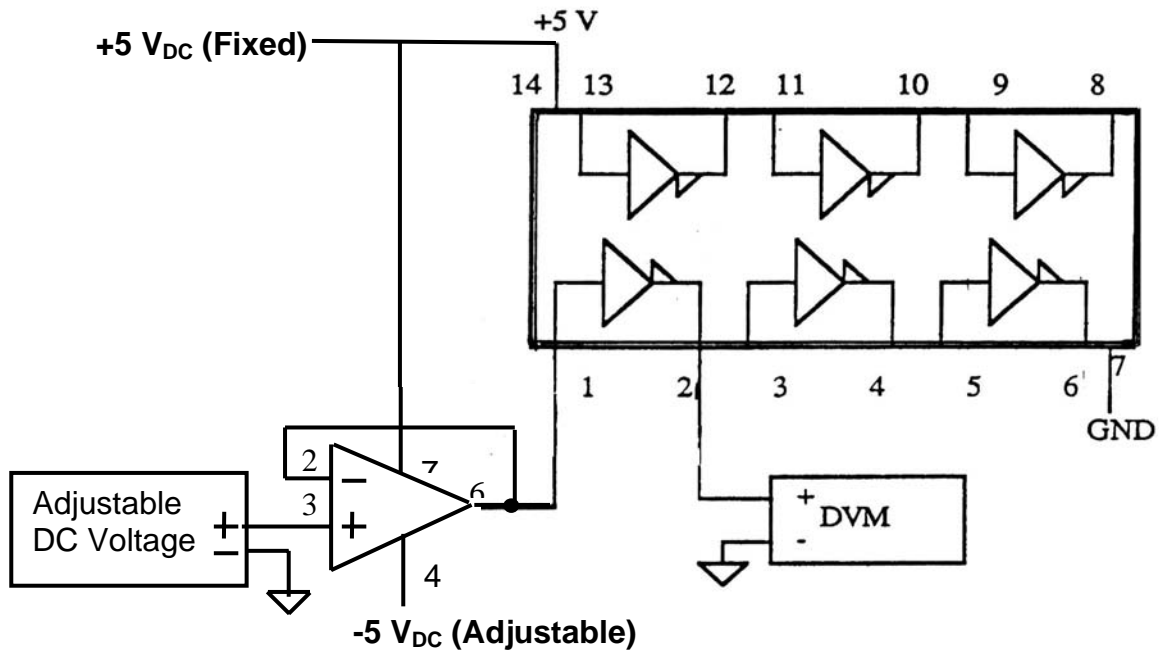 +5 V
+5 VDC (Fixed)
14 13 12 11 10 9 8
1 2 3 4 5 6 7
GND
2 7 6
3
- +
4
Adjustable
DC Voltage
+
-
+
DVM
-
-5 VDC (Adjustable)